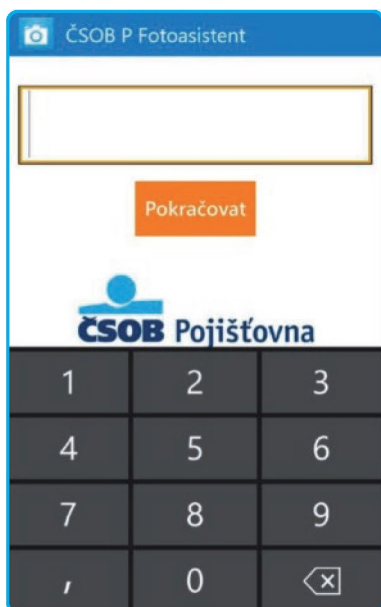 ČSOB P Fotoasistent
Pokračovat
ČSOB Pojišťovna
1 2 3
4 5 6
7 8 9
, 0